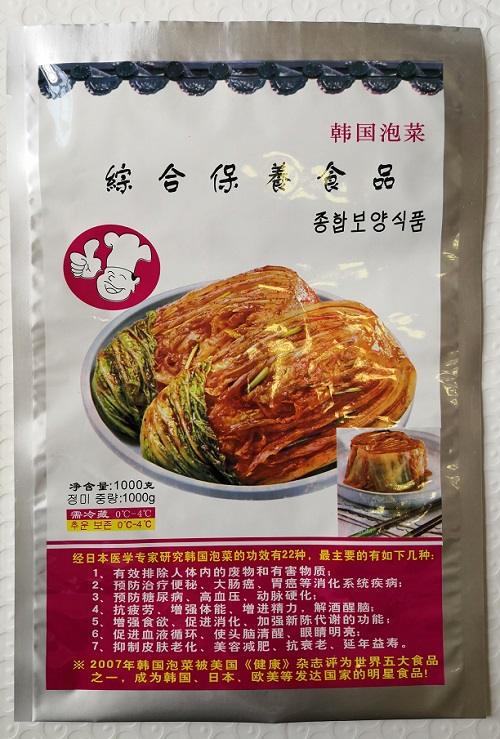 韩国泡菜
綜合保養食品
종합보양식품
净含量:1000克
정미 중량:1000g
需冷藏 0℃-4℃
추운 보존 0℃-4℃
经日本医学专家研究韩国泡菜的功效有22种，最主要的有如下几种:
1、有效排除人体内的废物和有害物质;
2、预防治疗便秘、大肠癌、胃癌等消化系统疾病;
3、预防糖尿病、高血压、动脉硬化;
4、抗疲劳、增强体能、增进精力，解酒醒脑;
5、增强食欲、促进消化、加强新陈代谢的功能;
6、促进血液循环、使头脑清醒、眼睛明亮;
7、抑制皮肤老化、美容减肥、抗衰老、延年益寿。
※ 2007年韩国泡菜被美国《健康》杂志评为世界五大食品
之一，成为韩国、日本、欧美等发达国家的明星食品!